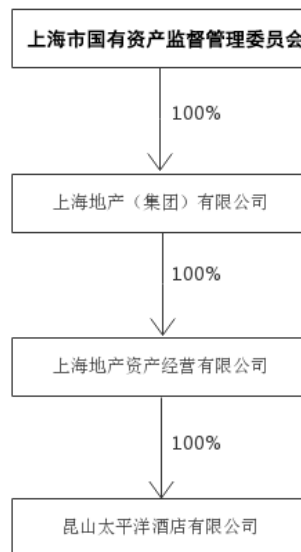 上海市国有资产监督管理委员会
100%
上海地产（集团）有限公司
100%
上海地产资产经营有限公司
100%
昆山太平洋酒店有限公司